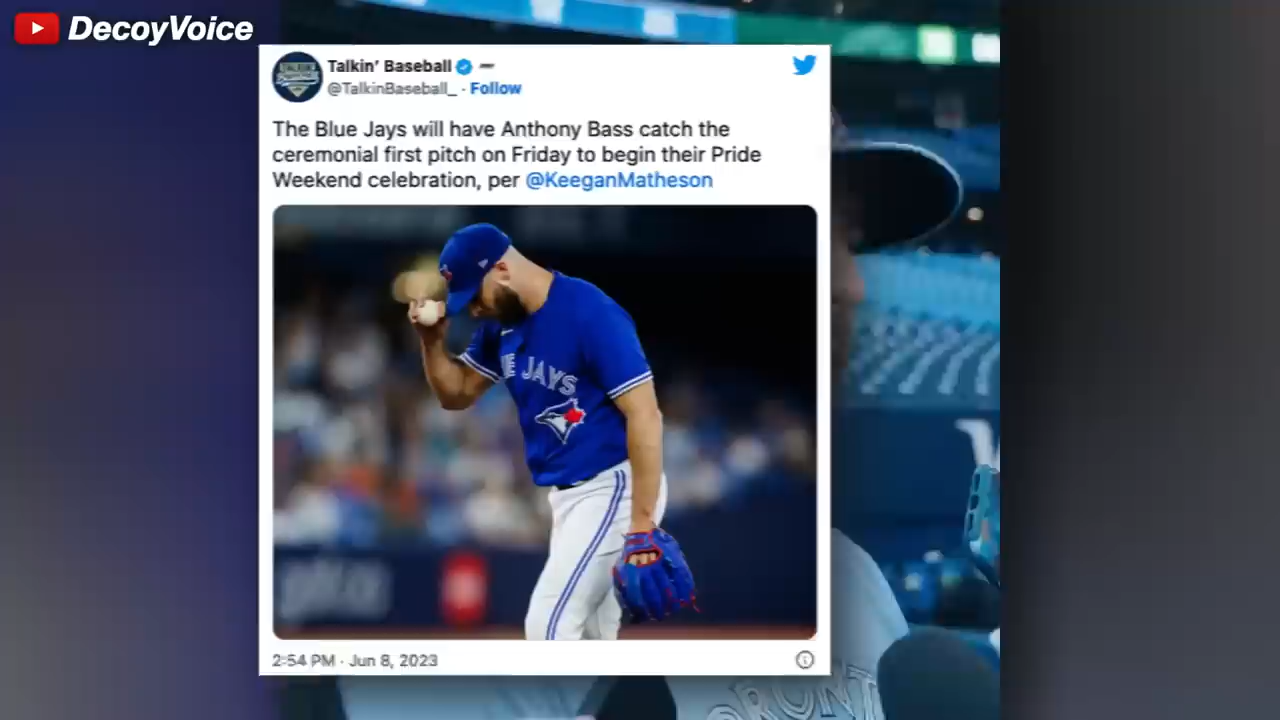 DecoyVoice
Talkin' Baseball
@TalkinBaseball_ · Follow
The Blue Jays will have Anthony Bass catch the
ceremonial first pitch on Friday to begin their Pride
Weekend celebration, per @KeeganMatheson
JAYS
2:54 PM · Jun 8, 2023